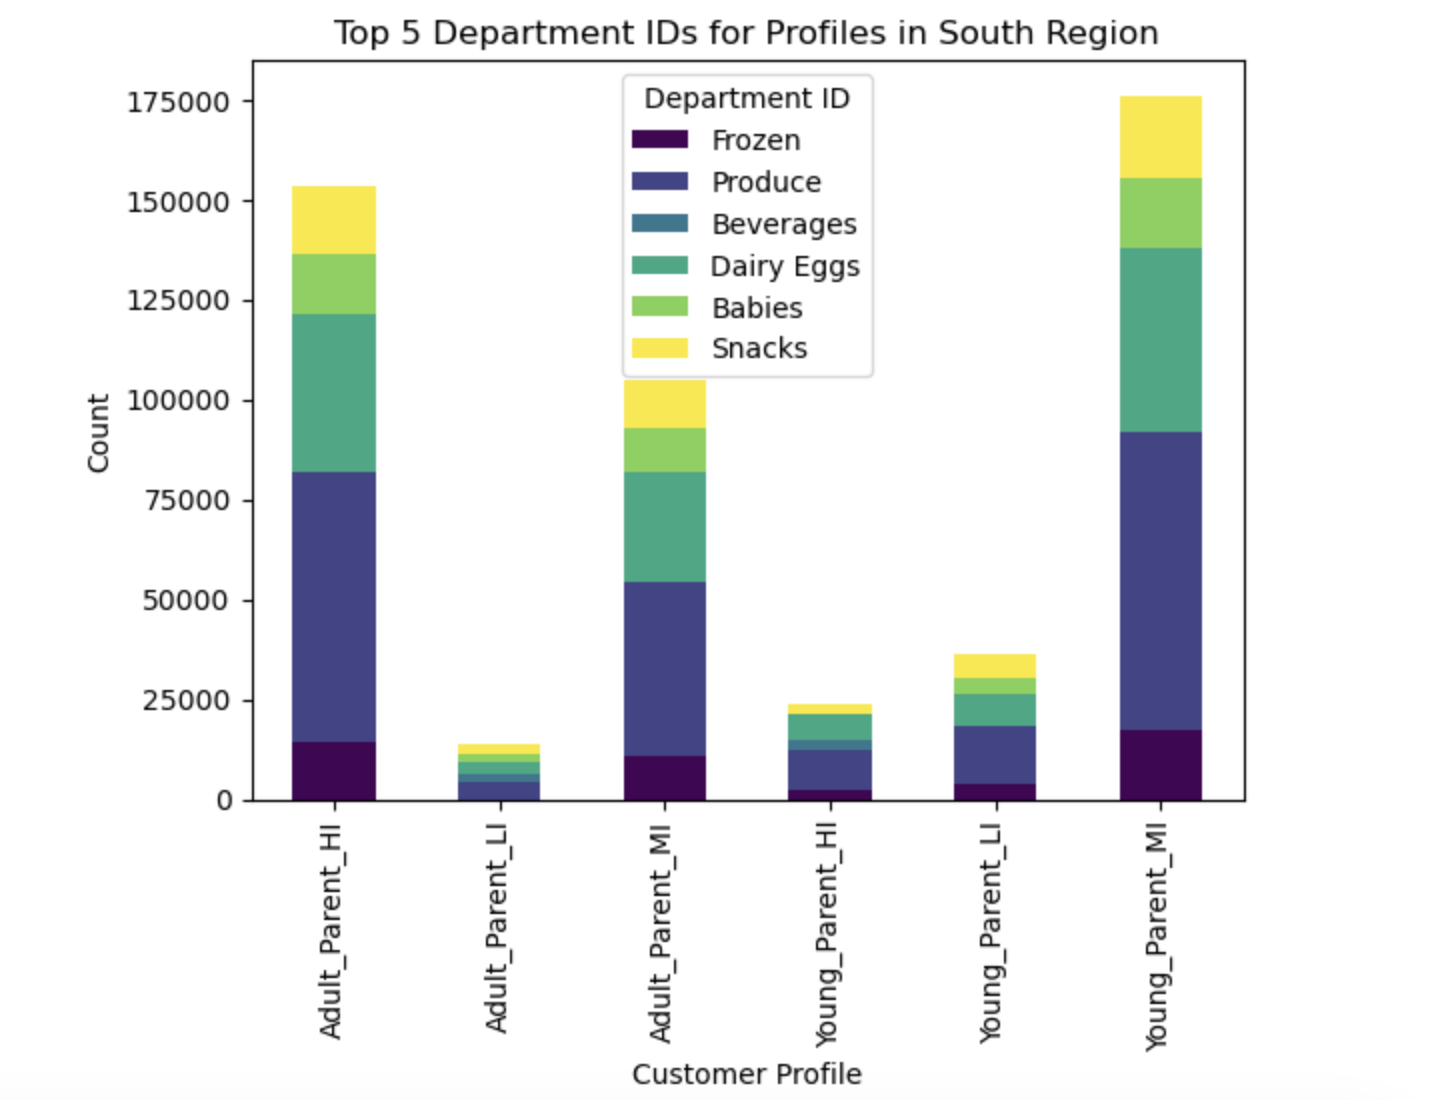 Top 5 Department IDs for Profiles in South Region
175000
150000
125000
100000
75000
50000
25000
0
Count
Department ID
Frozen
Produce
Beverages
Dairy Eggs
Babies
Snacks
Adult_Parent_HI
Adult_Parent_LI
Adult_Parent_MI
Young_Parent_HI
Young_Parent_LI
Young_Parent_MI
Customer Profile